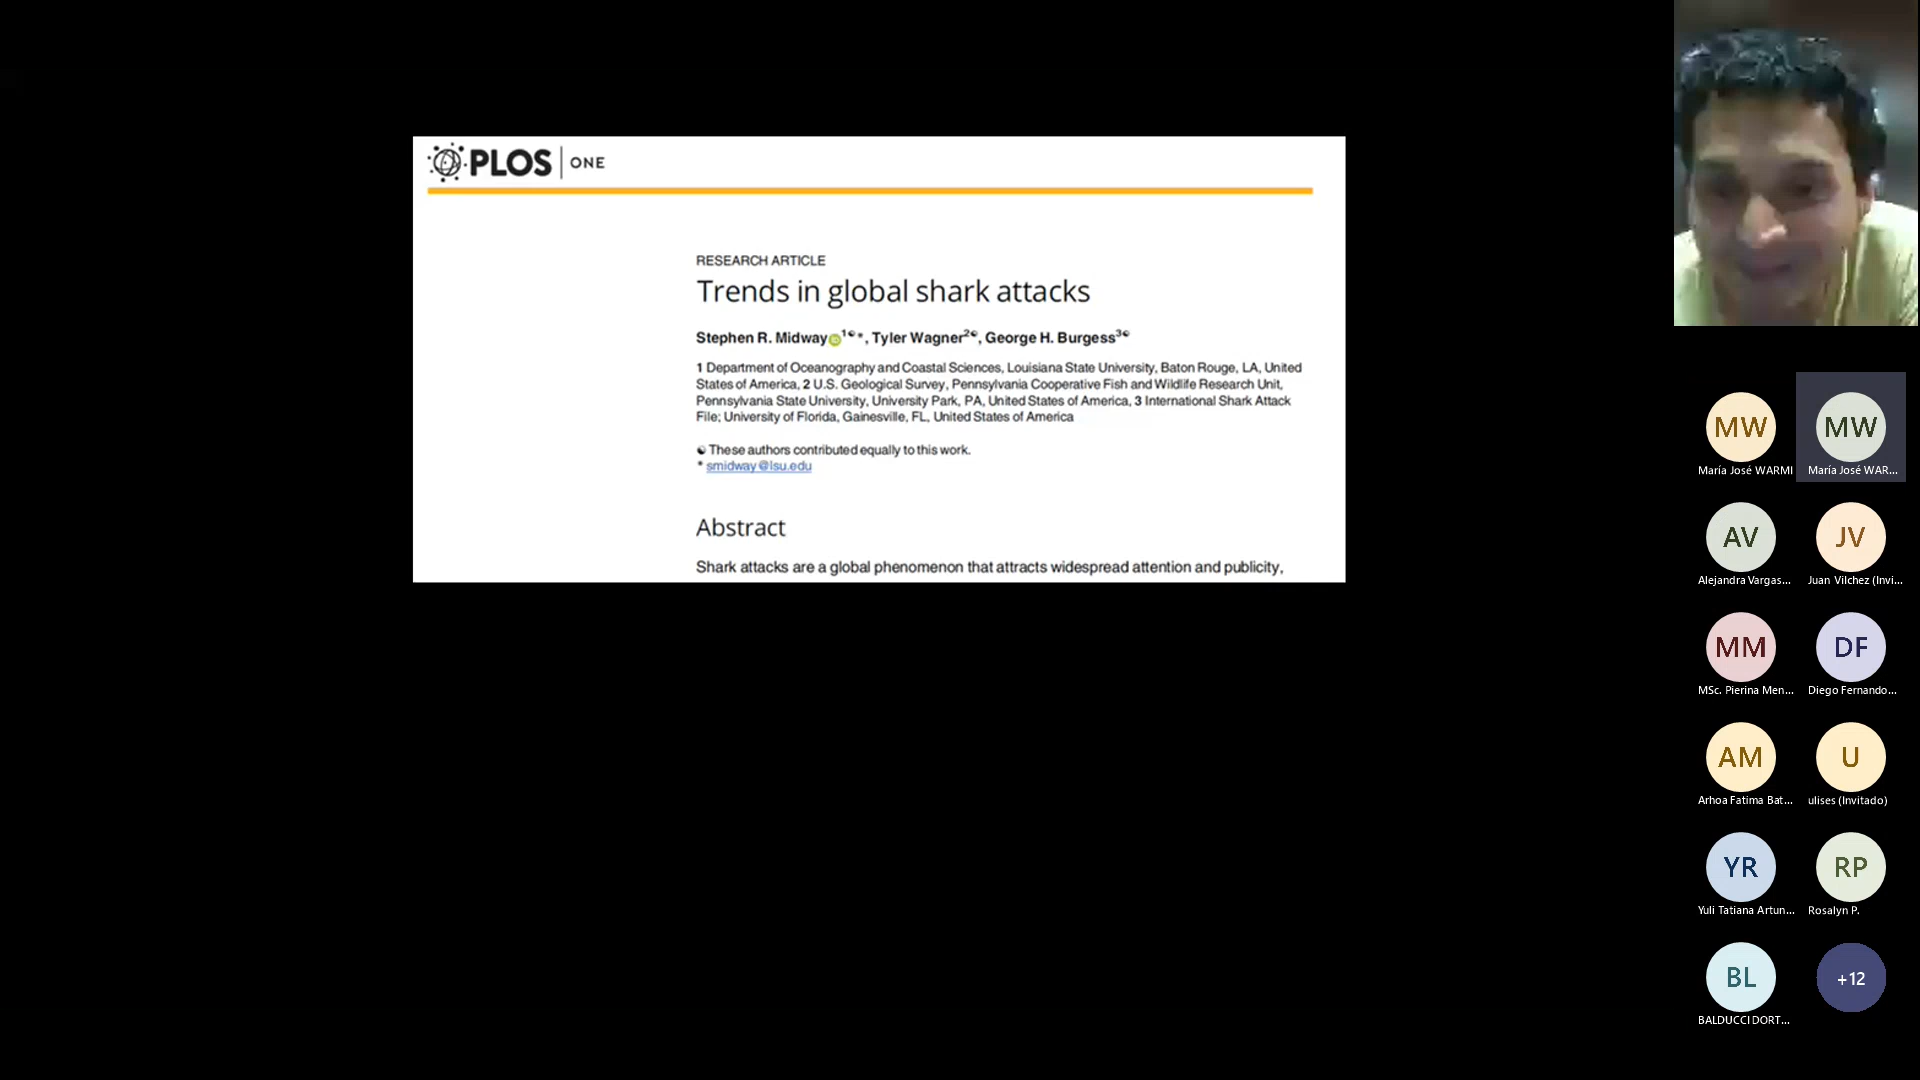 PLOS ONE
RESEARCH ARTICLE
Trends in global shark attacks
Stephen R. Midway iD 1☯*, Tyler Wagner2☯, George H. Burgess3☯
1 Department of Oceanography and Coastal Sciences, Louisiana State University, Baton Rouge, LA, United
States of America, 2 U.S. Geological Survey, Pennsylvania Cooperative Fish and Wildlife Research Unit,
Pennsylvania State University, University Park, PA, United States of America, 3 International Shark Attack
File; University of Florida, Gainesville, FL, United States of America
☯ These authors contributed equally to this work.
* smidway@lsu.edu
Abstract
Shark attacks are a global phenomenon that attracts widespread attention and publicity,
MW MW
María José WARMI María José WAR...
AV JV
Alejandra Vargas... Juan Vilchez (Invi...
MM DF
MSc. Pierina Men... Diego Fernando...
AM U
Arhoa Fatima Bat... ulises (Invitado)
YR RP
Yuli Tatiana Artun... Rosalyn P.
BL +12
BALDUCCI DORT...